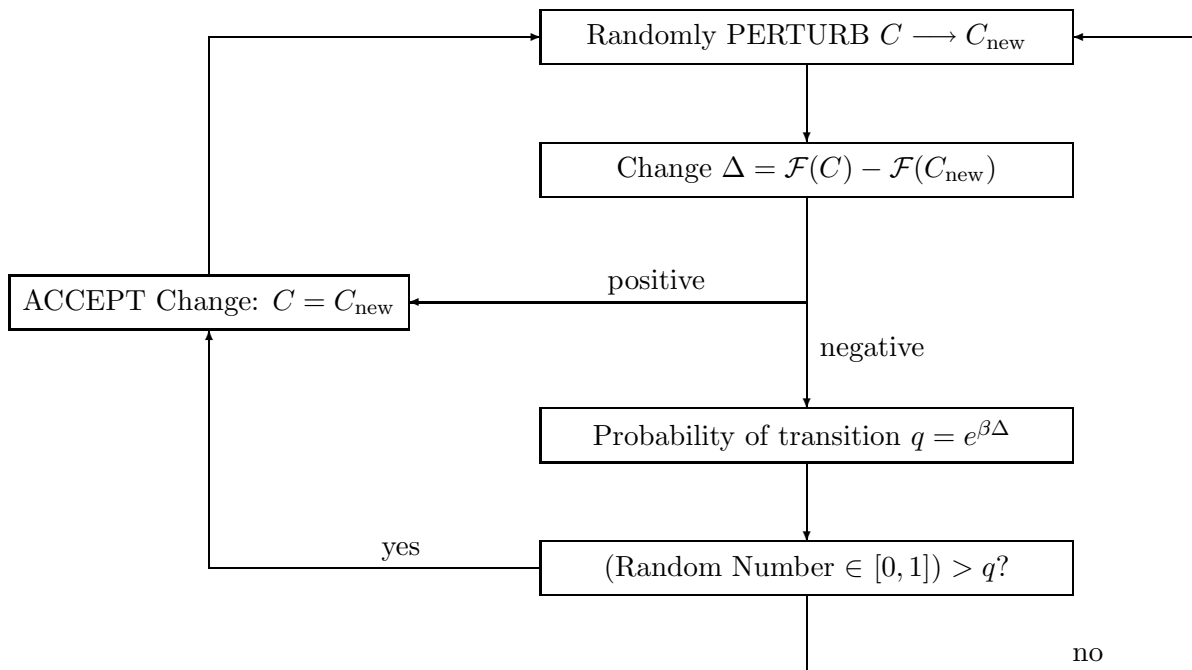 Randomly PERTURB C ⟶ C_new
Change Δ = ℱ(C) − ℱ(C_new)
positive
ACCEPT Change: C = C_new
negative
Probability of transition q = e^{βΔ}
yes
(Random Number ∈ [0, 1]) > q?
no